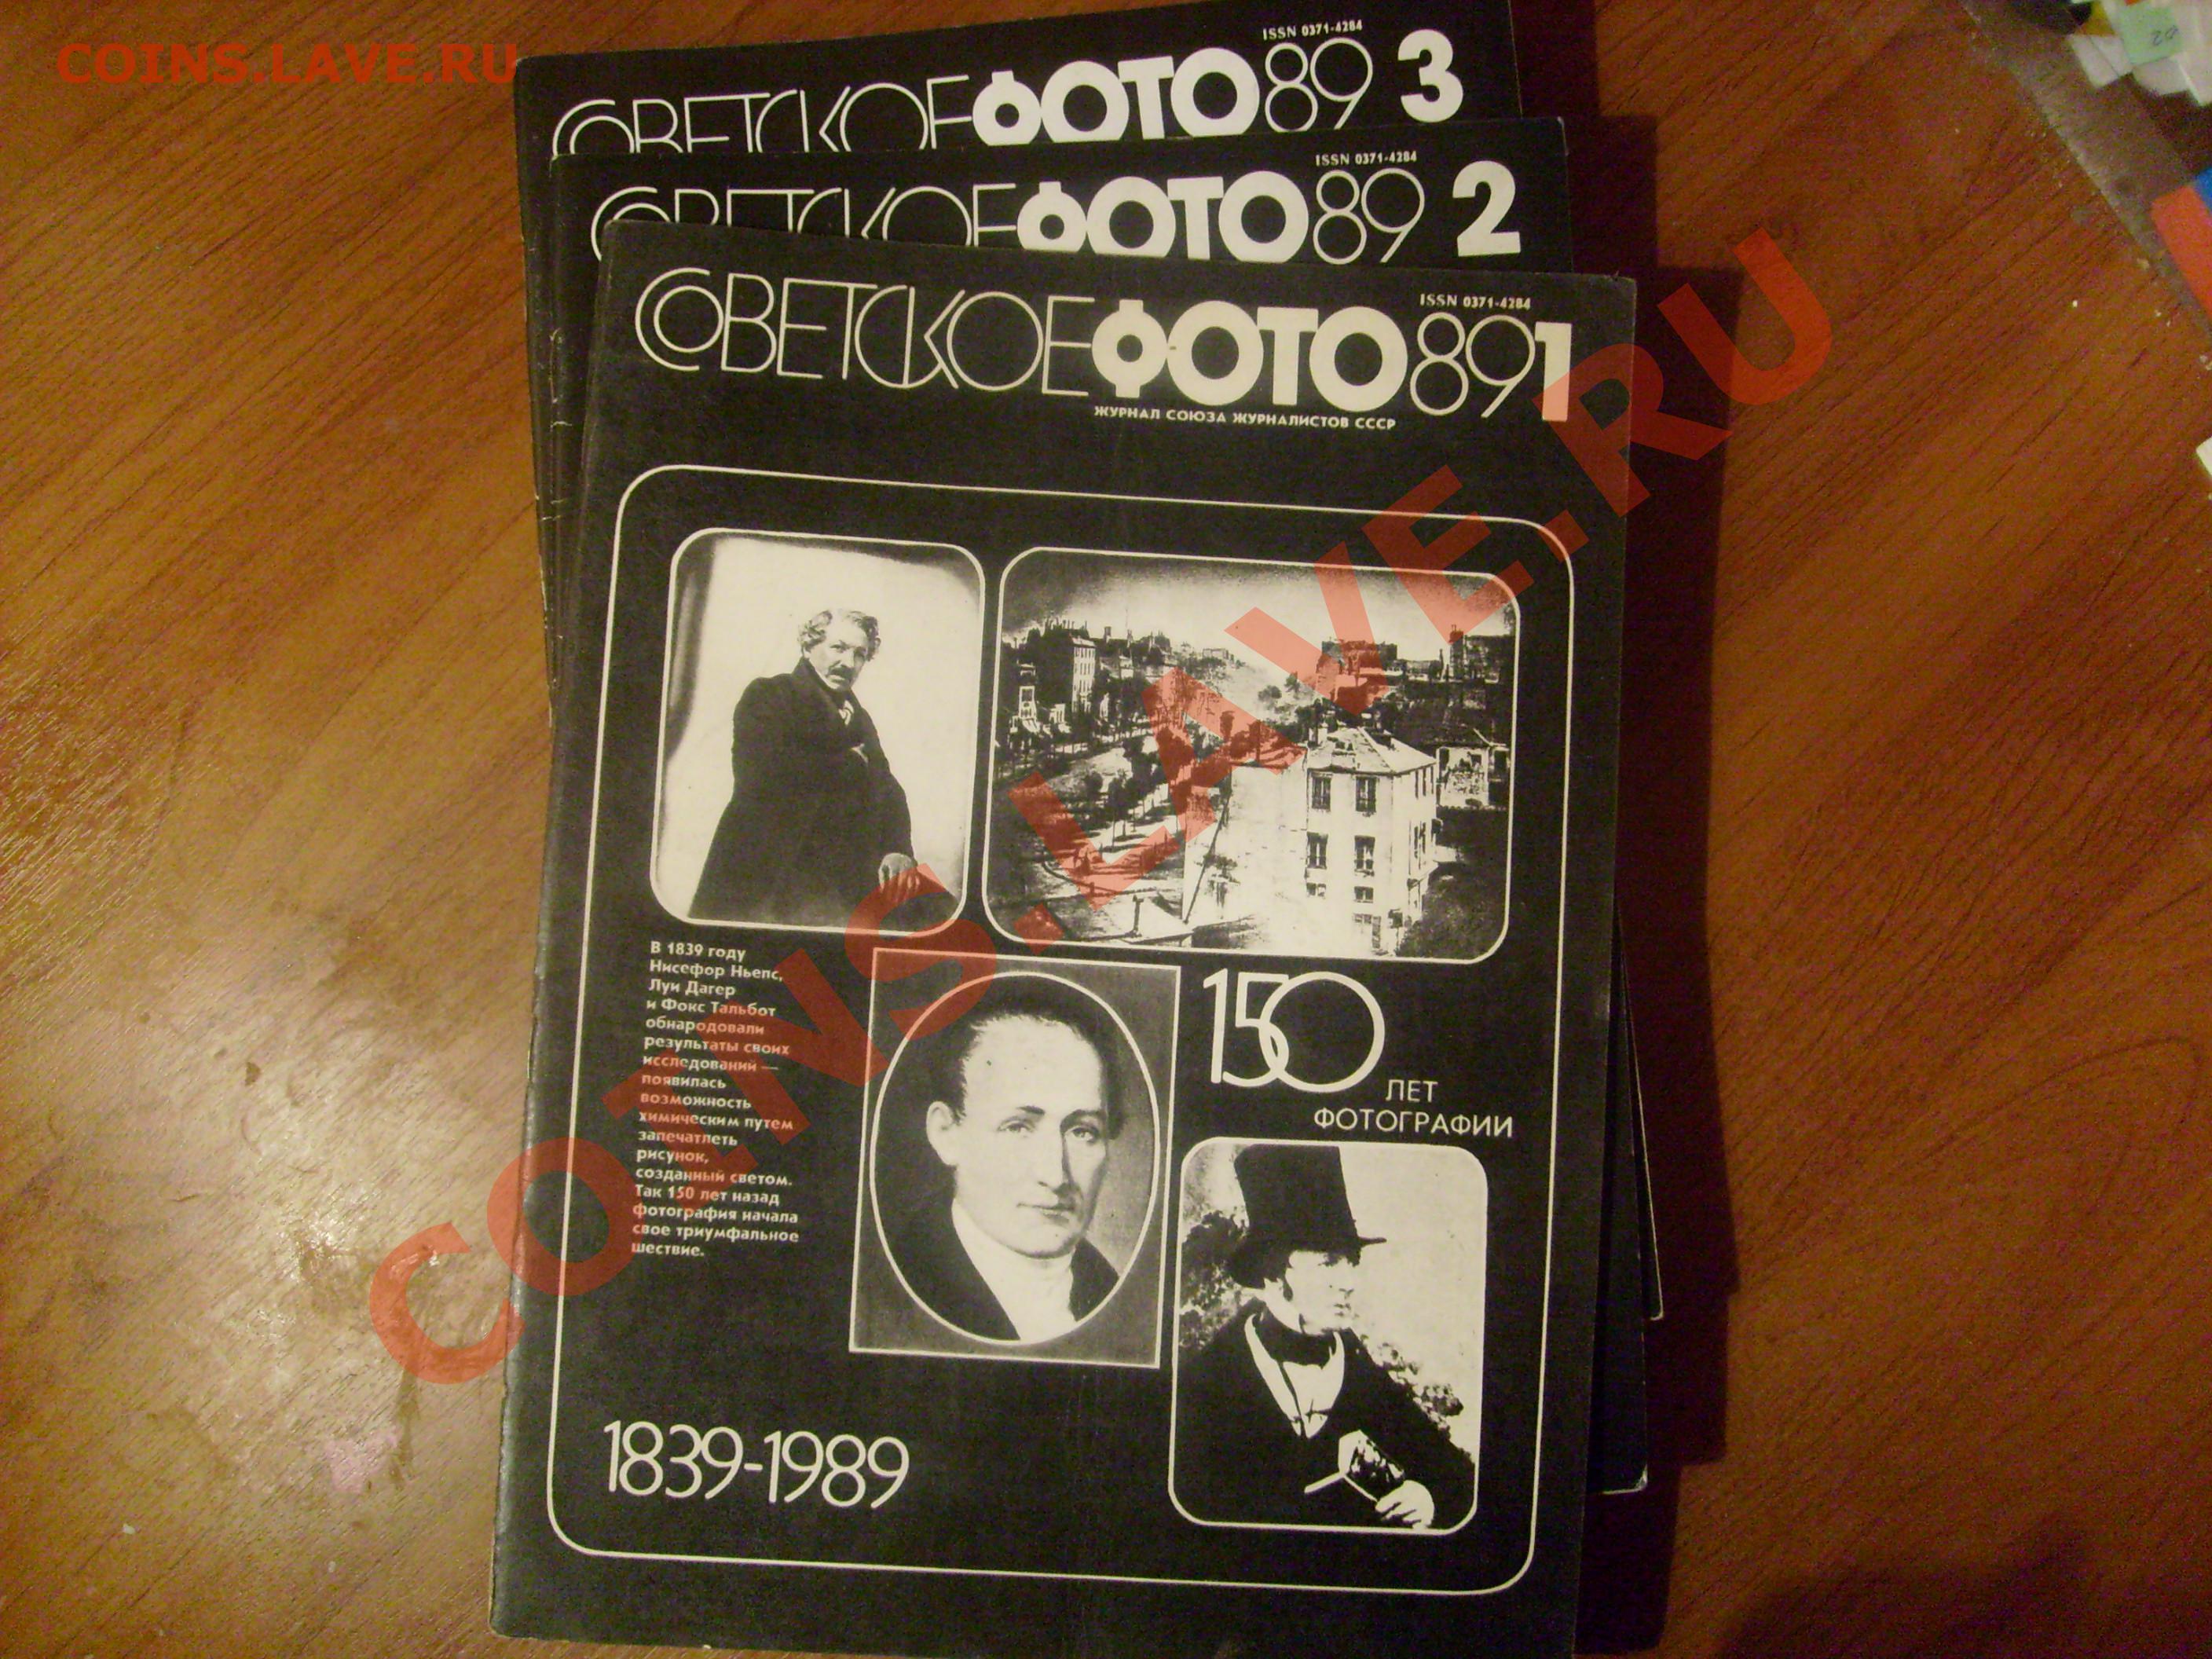 COINS.LAVE.RU
ISSN 0371-4284
СОВЕТСКОЕ ФОТО 89 3
ISSN 0371-4284
СОВЕТСКОЕ ФОТО 89 2
ISSN 0371-4284
СОВЕТСКОЕ ФОТО 89 1
ЖУРНАЛ СОЮЗА ЖУРНАЛИСТОВ СССР
В 1839 году
Нисефор Ньепс,
Луи Дагер
и Фокс Тальбот
обнародовали
результаты своих
исследований —
появилась
возможность
химическим путем
запечатлеть
рисунок,
созданный светом.
Так 150 лет назад
фотография начала
свое триумфальное
шествие.
150
ЛЕТ
ФОТОГРАФИИ
1839-1989
COINS.LAVE.RU